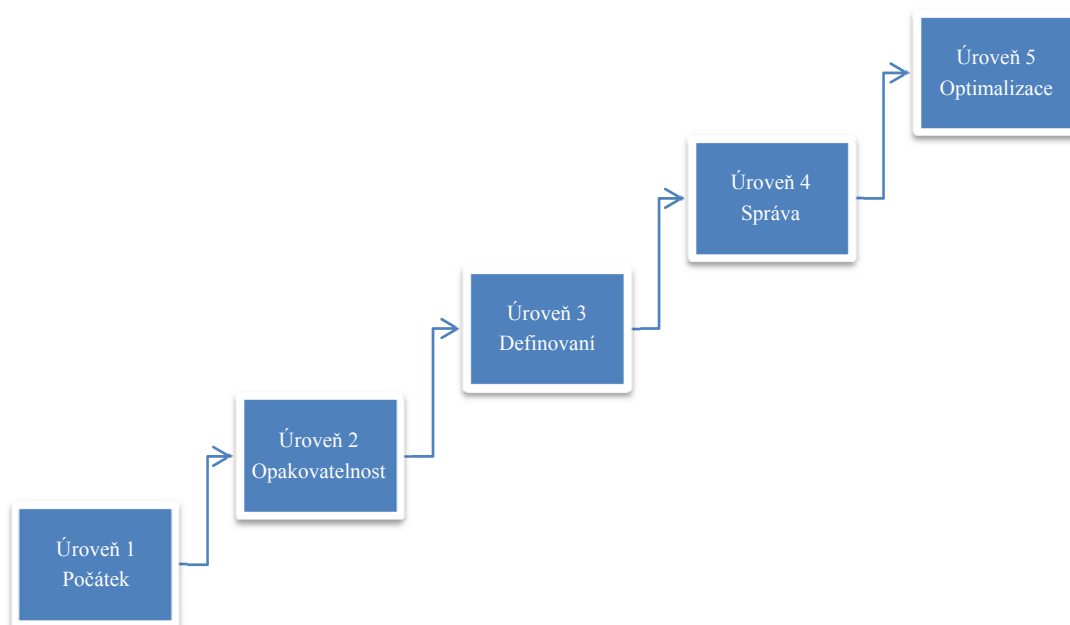 Úroveň 5
Optimalizace
Úroveň 4
Správa
Úroveň 3
Definovaní
Úroveň 2
Opakovatelnost
Úroveň 1
Počátek